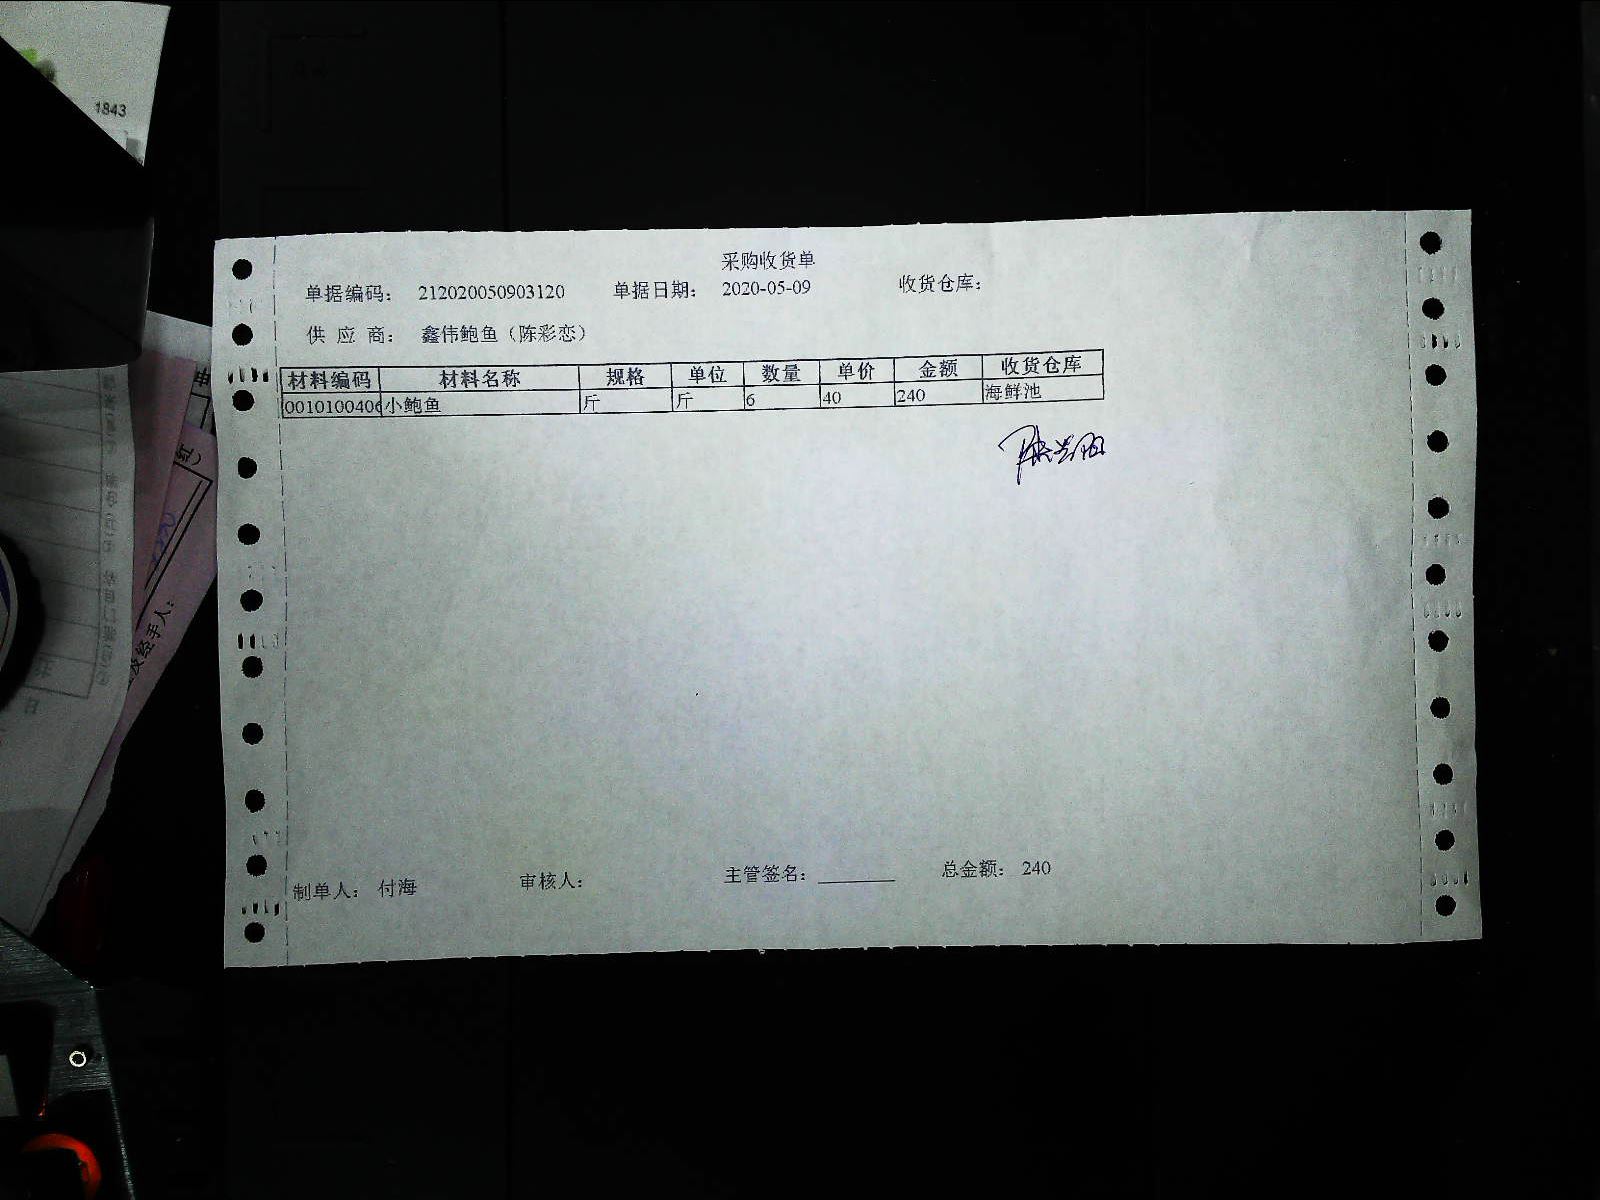 1843
采购收货单
单据编码： 212020050903120 单据日期： 2020-05-09 收货仓库：
供 应 商： 鑫伟鲍鱼（陈彩恋）
材料编码 材料名称 规格 单位 数量 单价 金额 收货仓库
0010100406 小鲍鱼 斤 斤 6 40 240 海鲜池
制单人： 付海 审核人： 主管签名： 总金额： 240
经手人：